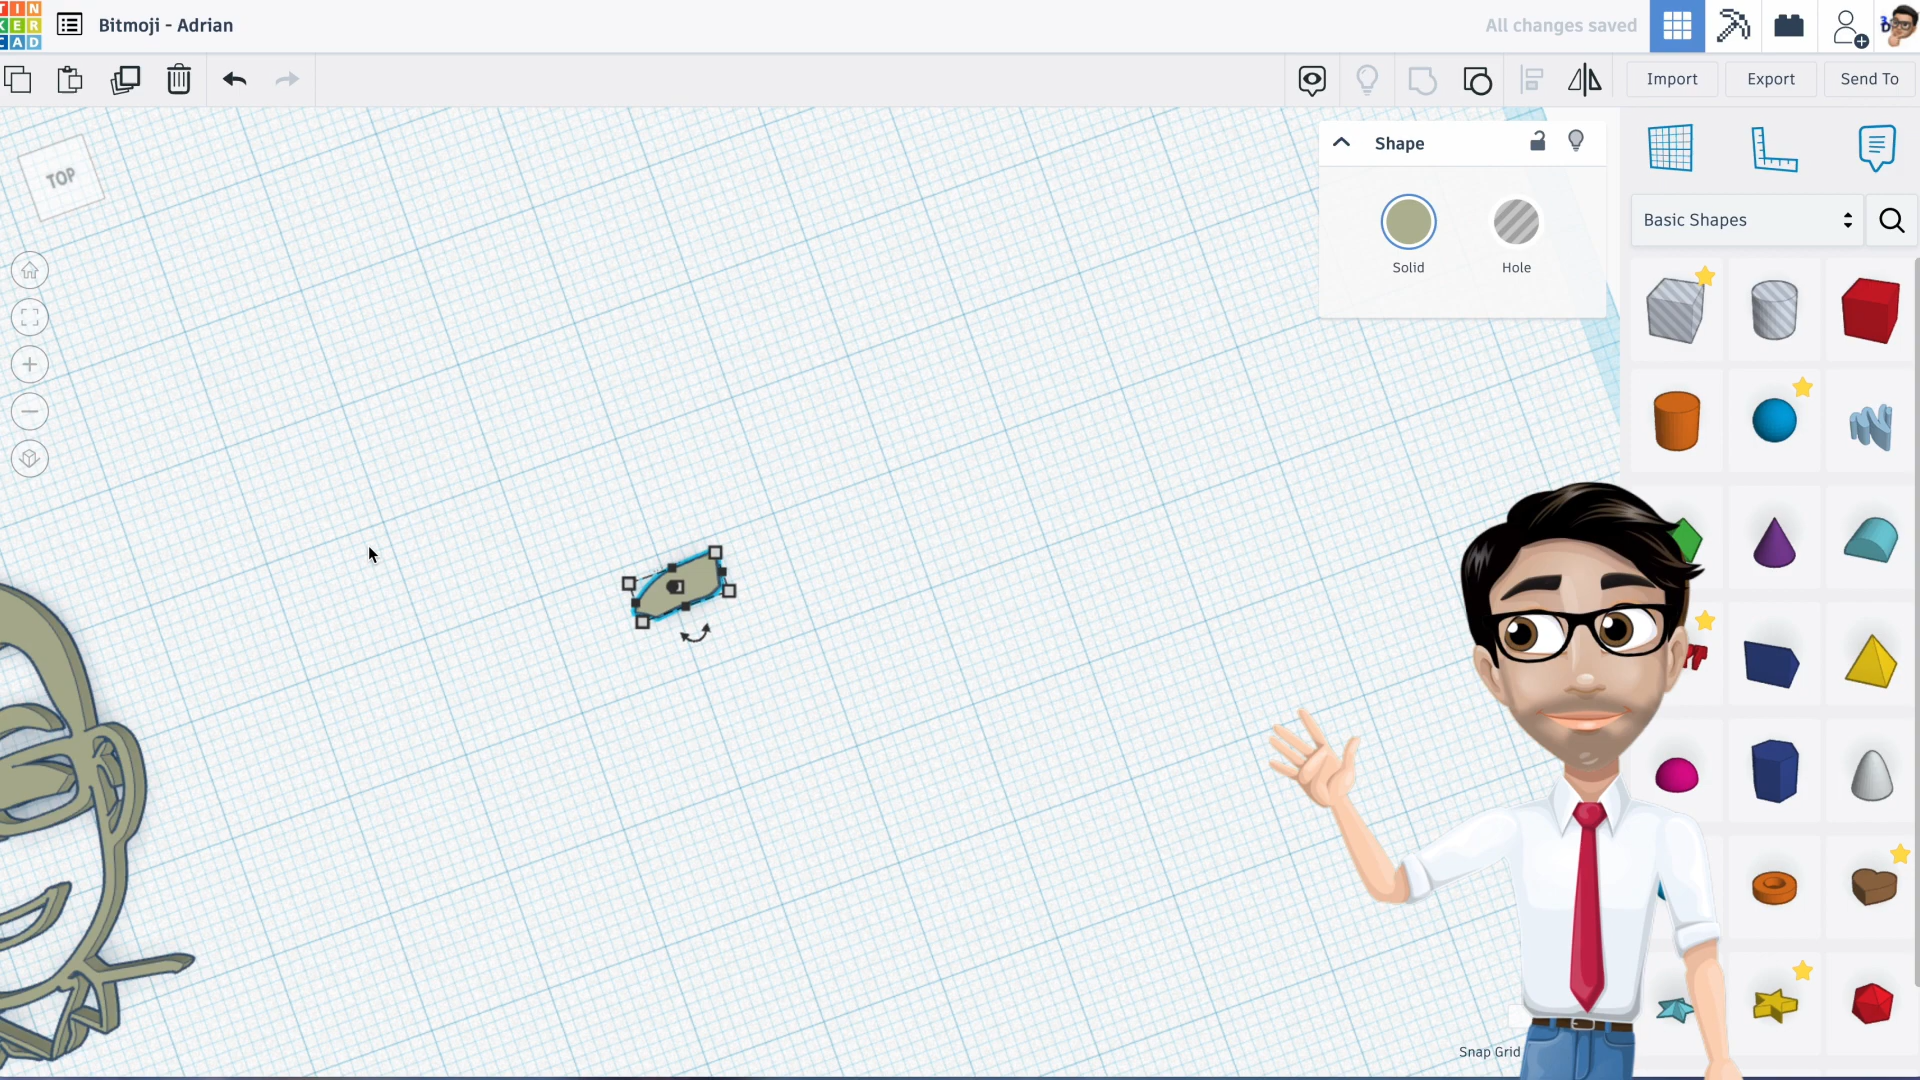 TIN
KER
CAD
Bitmoji - Adrian
All changes saved
Import
Export
Send To
TOP
Shape
Solid
Hole
Basic Shapes
Snap Grid